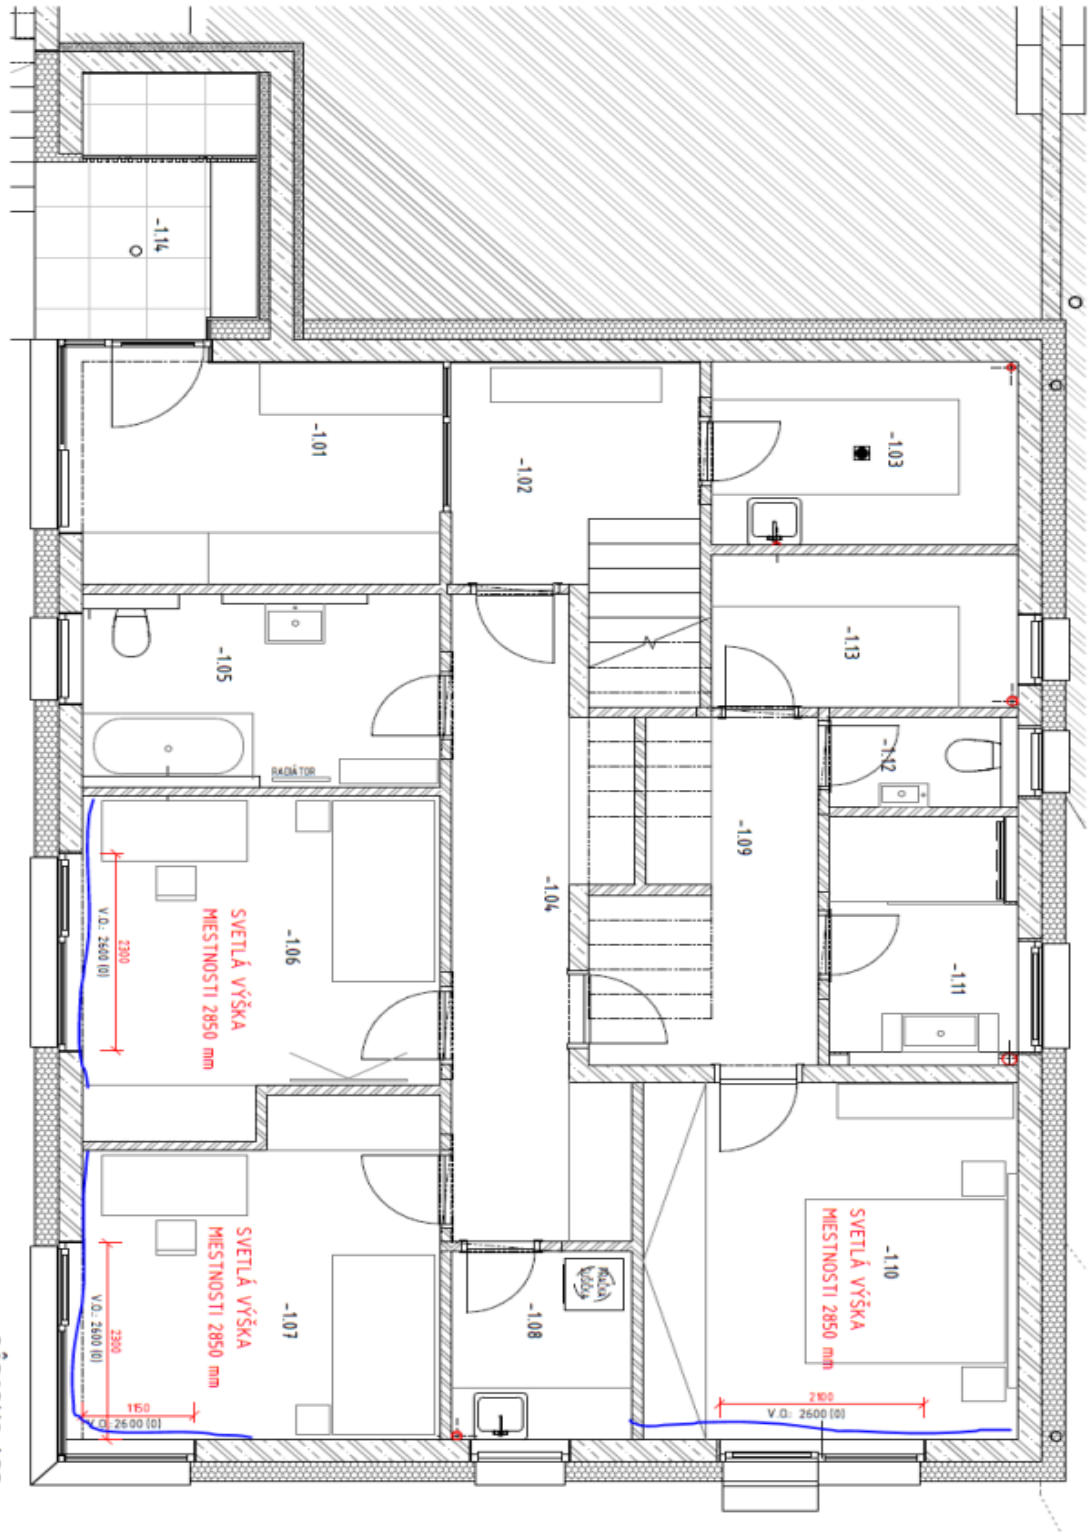 -1.14
-1.01
-1.02
-1.03
-1.13
-1.05
RADIÁTOR
-1.12
-1.09
-1.04
-1.06
SVETLÁ VÝŠKA
MIESTNOSTI 2850 mm
2300
V.O.: 2600 (0)
-1.11
-1.10
SVETLÁ VÝŠKA
MIESTNOSTI 2850 mm
2100
V.O.: 2600 (0)
-1.07
SVETLÁ VÝŠKA
MIESTNOSTI 2850 mm
2300
V.O.: 2600 (0)
1150
V.O.: 2600 (0)
-1.08